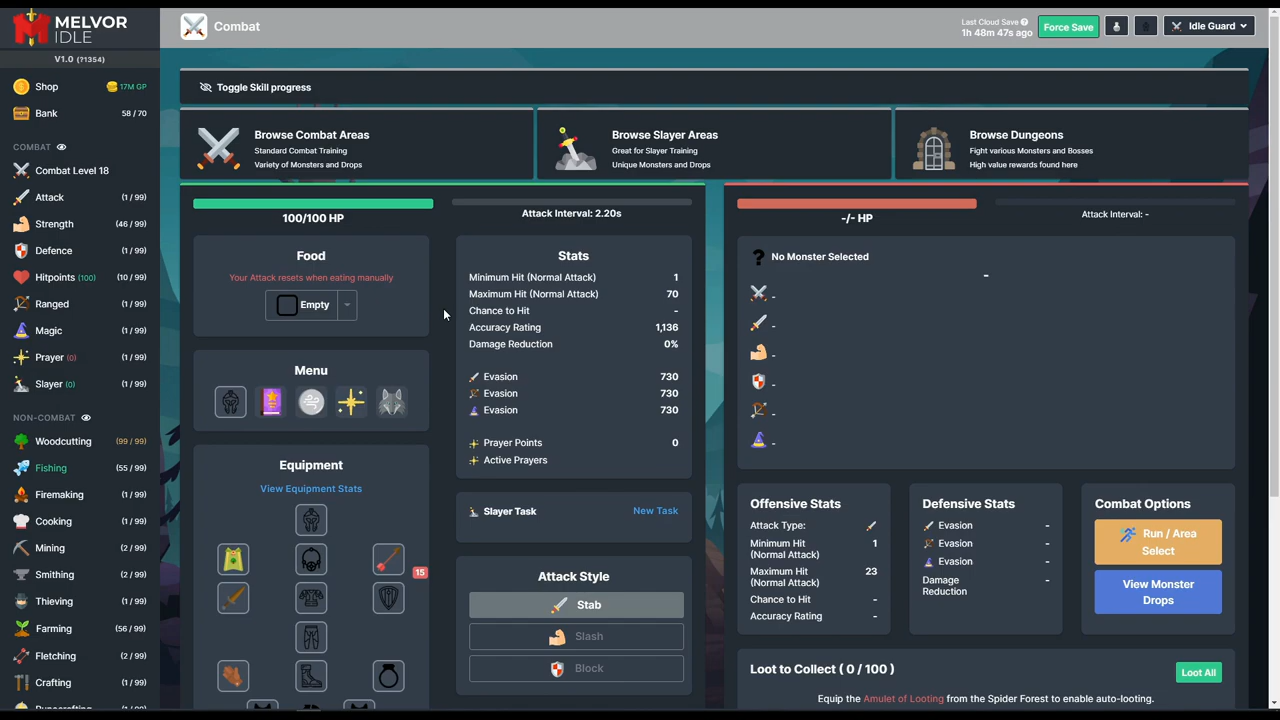 MELVOR
IDLE
V1.0 (?1354)
Shop 17M GP
Bank 58 / 70
COMBAT
Combat Level 18
Attack (1 / 99)
Strength (46 / 99)
Defence (1 / 99)
Hitpoints (100) (10 / 99)
Ranged (1 / 99)
Magic (1 / 99)
Prayer (0) (1 / 99)
Slayer (0) (1 / 99)
NON-COMBAT
Woodcutting (99 / 99)
Fishing (55 / 99)
Firemaking (1 / 99)
Cooking (1 / 99)
Mining (2 / 99)
Smithing (2 / 99)
Thieving (1 / 99)
Farming (56 / 99)
Fletching (2 / 99)
Crafting (1 / 99)
Combat
Last Cloud Save
1h 48m 47s ago
Force Save
Idle Guard
Toggle Skill progress
Browse Combat Areas
Standard Combat Training
Variety of Monsters and Drops
Browse Slayer Areas
Great for Slayer Training
Unique Monsters and Drops
Browse Dungeons
Fight various Monsters and Bosses
High value rewards found here
100/100 HP
Attack Interval: 2.20s
Food
Your Attack resets when eating manually
Empty
Menu
Equipment
View Equipment Stats
15
Stats
Minimum Hit (Normal Attack) 1
Maximum Hit (Normal Attack) 70
Chance to Hit -
Accuracy Rating 1,136
Damage Reduction 0%
Evasion 730
Evasion 730
Evasion 730
Prayer Points 0
Active Prayers
Slayer Task New Task
Attack Style
Stab
Slash
Block
-/- HP
Attack Interval: -
No Monster Selected
-
-
-
-
-
-
-
Offensive Stats
Attack Type:
Minimum Hit 1
(Normal Attack)
Maximum Hit 23
(Normal Attack)
Chance to Hit -
Accuracy Rating -
Defensive Stats
Evasion -
Evasion -
Evasion -
Damage -
Reduction
Combat Options
Run / Area
Select
View Monster
Drops
Loot to Collect ( 0 / 100 )
Loot All
Equip the Amulet of Looting from the Spider Forest to enable auto-looting.